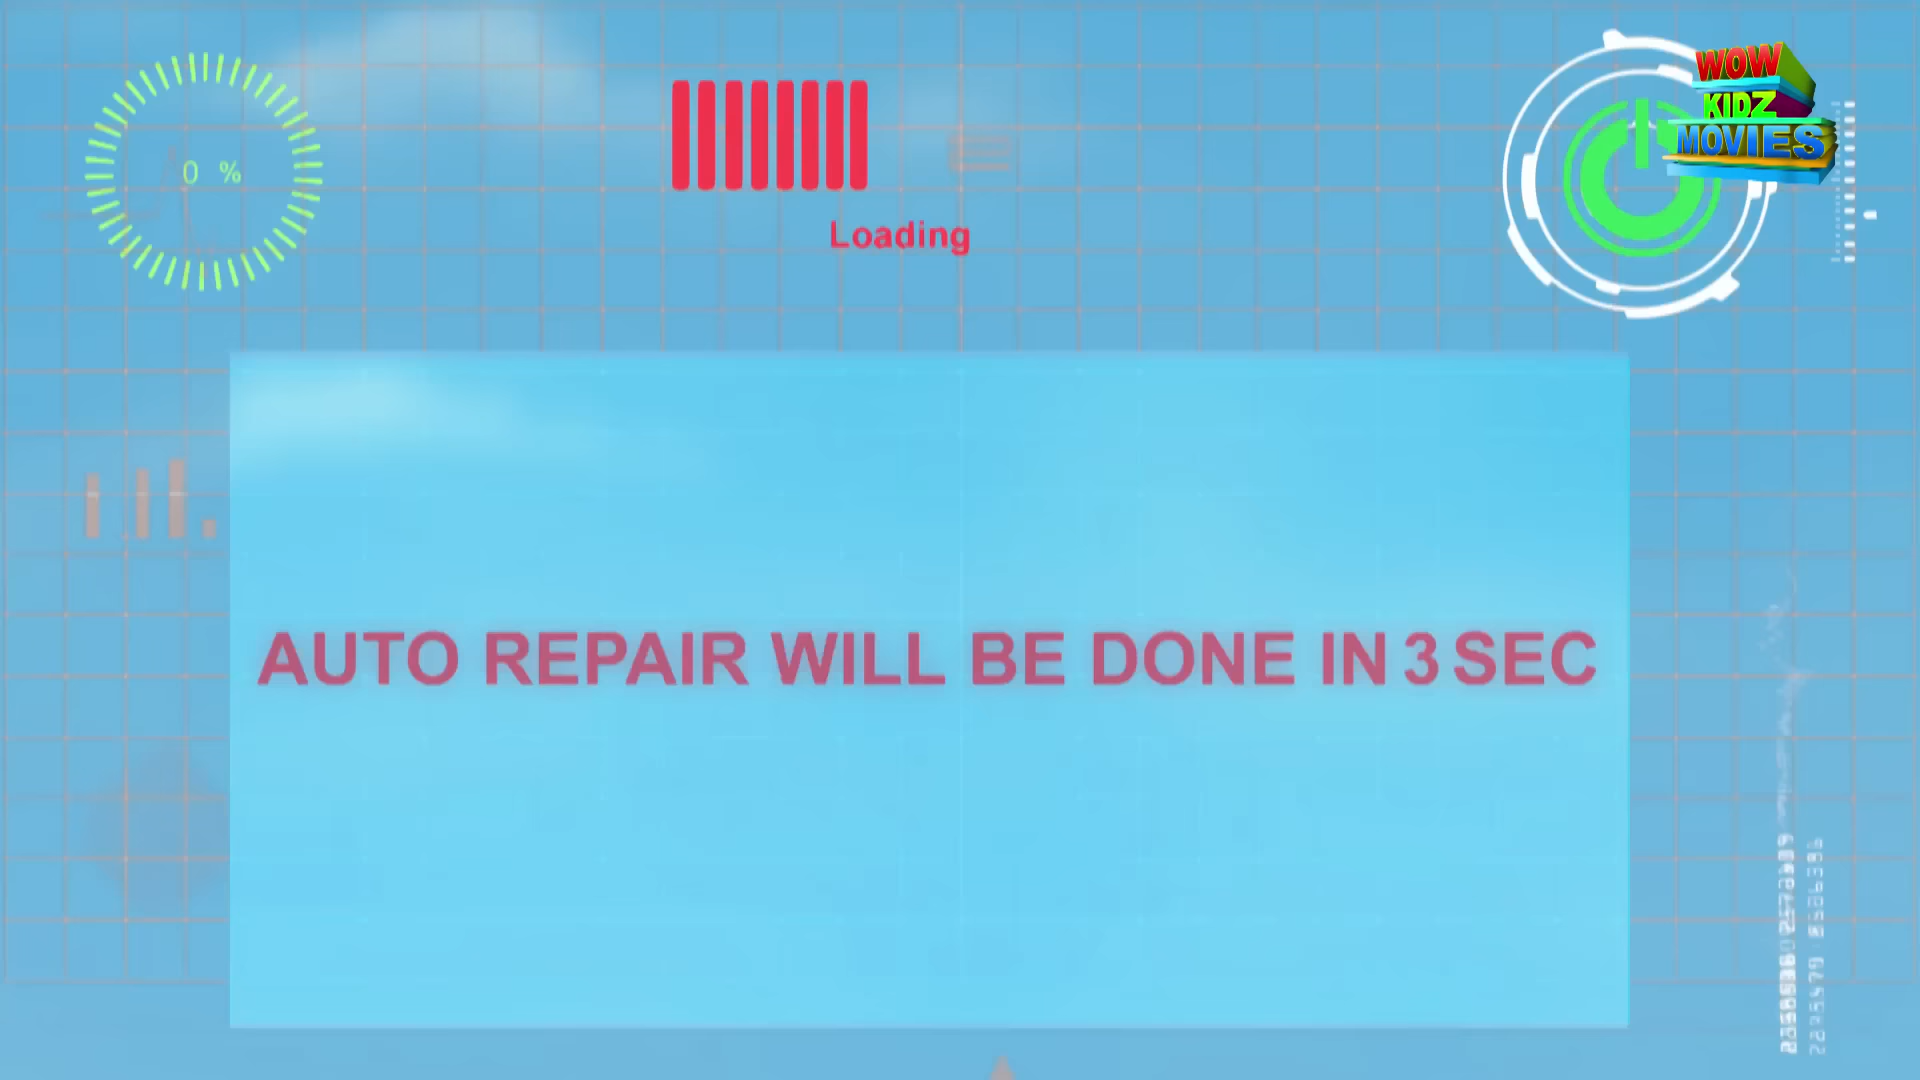 0 %
Loading
WOW
KIDZ
MOVIES
AUTO REPAIR WILL BE DONE IN 3 SEC